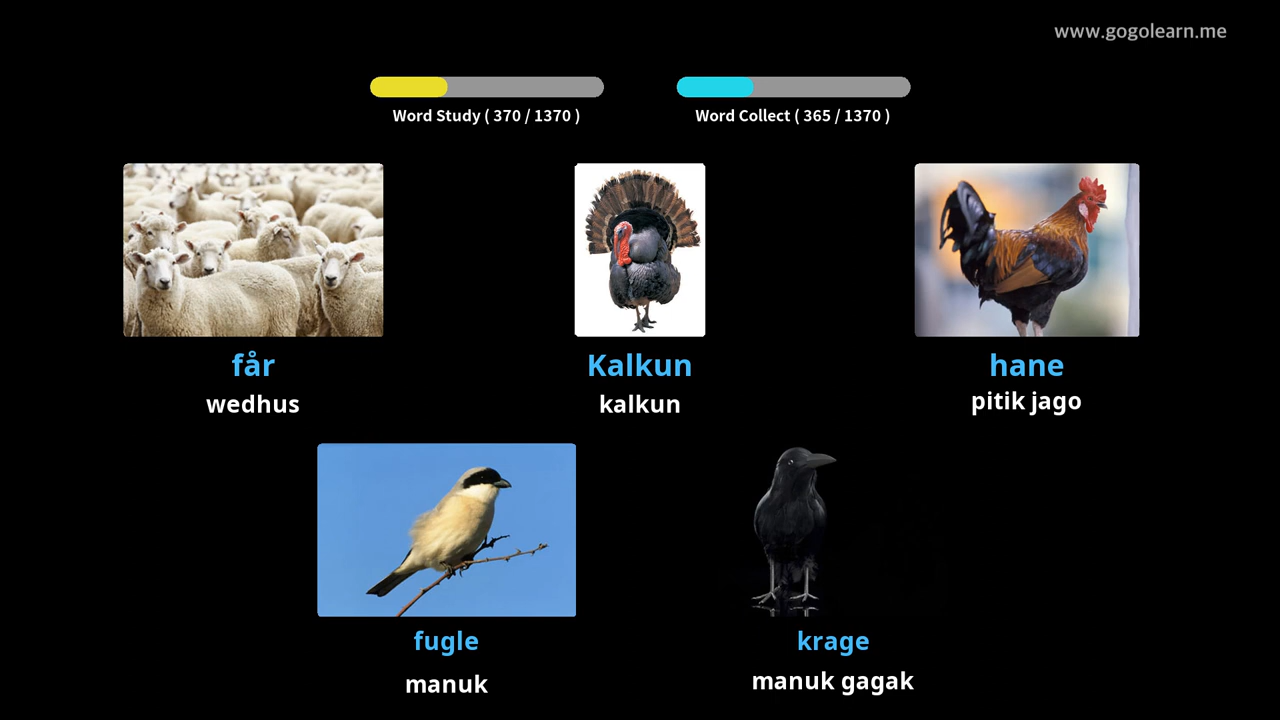 www.gogolearn.me
Word Study ( 370 / 1370 )
Word Collect ( 365 / 1370 )
får
Kalkun
hane
wedhus
kalkun
pitik jago
fugle
krage
manuk
manuk gagak